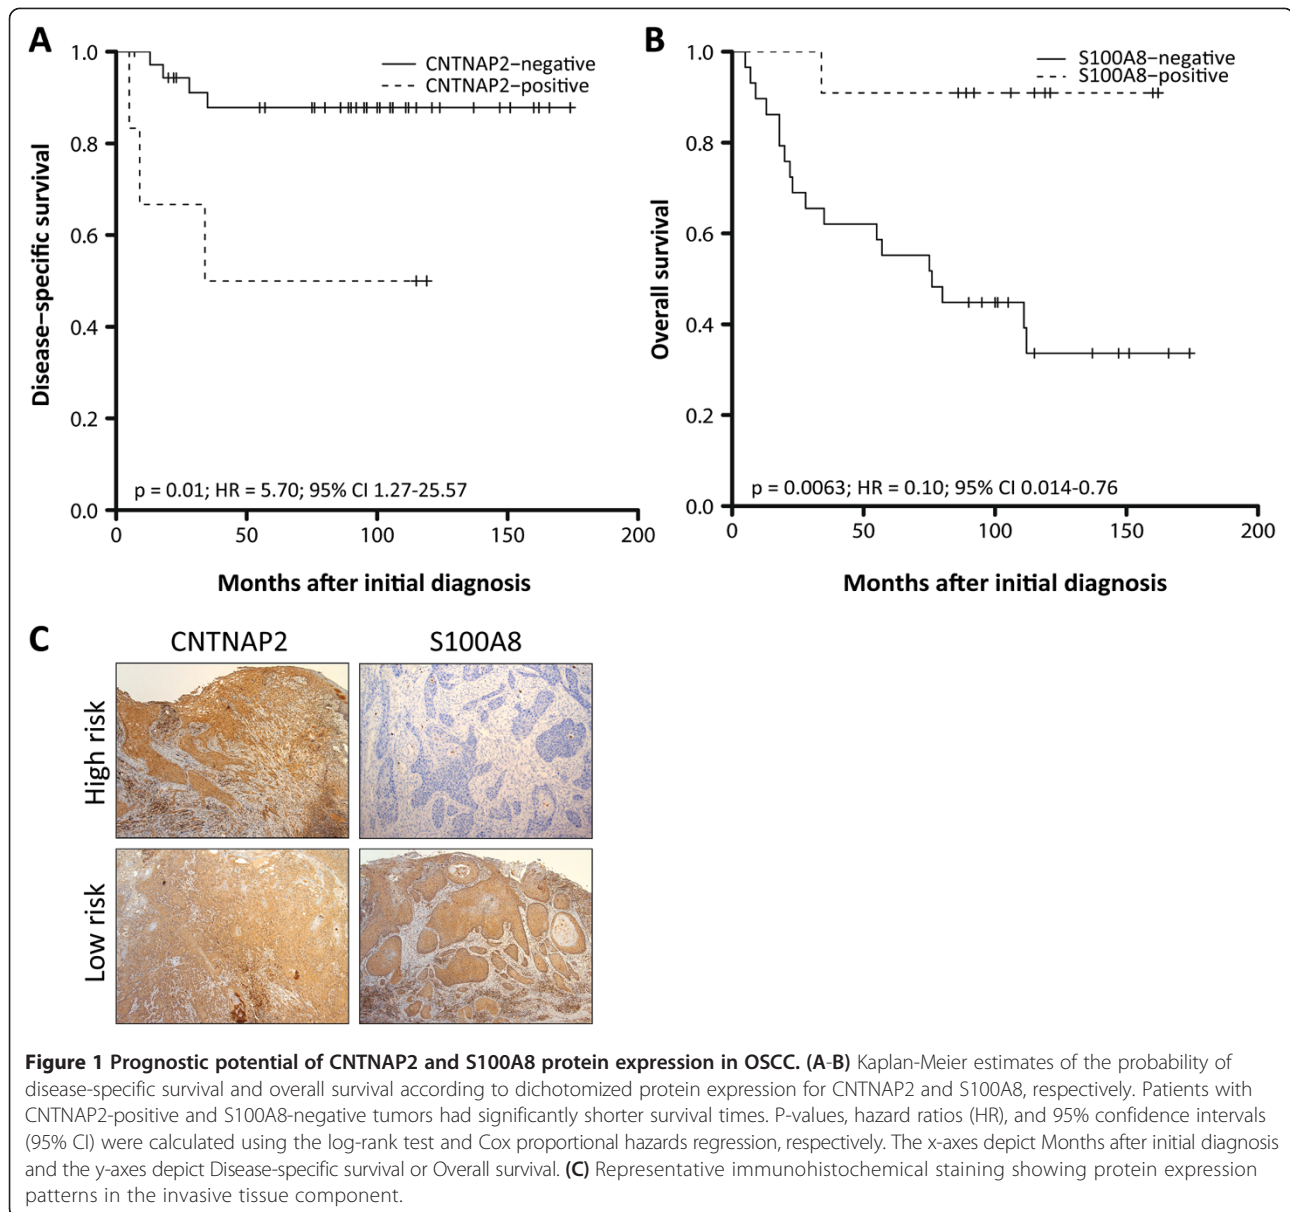 A
1.0
0.8
0.6
0.4
0.2
0.0
Disease−specific survival
CNTNAP2−negative
CNTNAP2−positive
p = 0.01; HR = 5.70; 95% CI 1.27-25.57
0 50 100 150 200
Months after initial diagnosis
B
1.0
0.8
0.6
0.4
0.2
0.0
Overall survival
S100A8−negative
S100A8−positive
p = 0.0063; HR = 0.10; 95% CI 0.014-0.76
0 50 100 150 200
Months after initial diagnosis
C
CNTNAP2 S100A8
High risk
Low risk
Figure 1 Prognostic potential of CNTNAP2 and S100A8 protein expression in OSCC. (A-B) Kaplan-Meier estimates of the probability of
disease-specific survival and overall survival according to dichotomized protein expression for CNTNAP2 and S100A8, respectively. Patients with
CNTNAP2-positive and S100A8-negative tumors had significantly shorter survival times. P-values, hazard ratios (HR), and 95% confidence intervals
(95% CI) were calculated using the log-rank test and Cox proportional hazards regression, respectively. The x-axes depict Months after initial diagnosis
and the y-axes depict Disease-specific survival or Overall survival. (C) Representative immunohistochemical staining showing protein expression
patterns in the invasive tissue component.